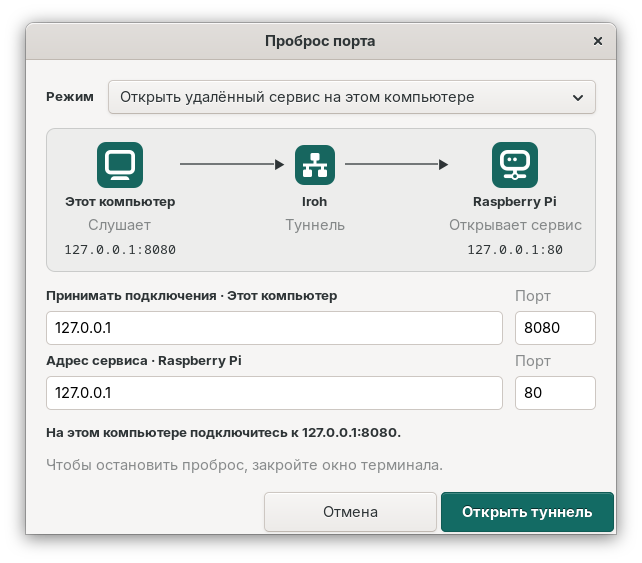 Проброс порта
Режим
Открыть удалённый сервис на этом компьютере
Этот компьютер
Iroh
Raspberry Pi
Слушает
Туннель
Открывает сервис
127.0.0.1:8080
127.0.0.1:80
Принимать подключения · Этот компьютер
Порт
127.0.0.1
8080
Адрес сервиса · Raspberry Pi
Порт
127.0.0.1
80
На этом компьютере подключитесь к 127.0.0.1:8080.
Чтобы остановить проброс, закройте окно терминала.
Отмена
Открыть туннель